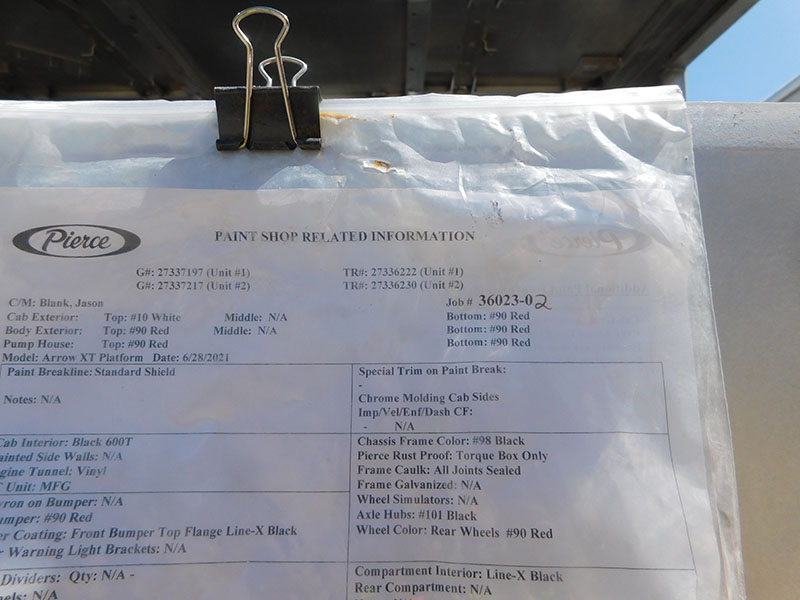 Pierce
PAINT SHOP RELATED INFORMATION
G#: 27337197 (Unit #1) TR#: 27336222 (Unit #1)
G#: 27337217 (Unit #2) TR#: 27336230 (Unit #2)
C/M: Blank, Jason Job # 36023-02
Cab Exterior: Top: #10 White Middle: N/A Bottom: #90 Red
Body Exterior: Top: #90 Red Middle: N/A Bottom: #90 Red
Pump House: Top: #90 Red Bottom: #90 Red
Model: Arrow XT Platform Date: 6/28/2021
Paint Breakline: Standard Shield
Notes: N/A
Special Trim on Paint Break:
-
Chrome Molding Cab Sides
Imp/Vel/Enf/Dash CF:
- N/A
Cab Interior: Black 600T
ainted Side Walls: N/A
gine Tunnel: Vinyl
Unit: MFG
Chassis Frame Color: #98 Black
Pierce Rust Proof: Torque Box Only
Frame Caulk: All Joints Sealed
Frame Galvanized: N/A
Wheel Simulators: N/A
Axle Hubs: #101 Black
Wheel Color: Rear Wheels #90 Red
vron on Bumper: N/A
umper: #90 Red
er Coating: Front Bumper Top Flange Line-X Black
r Warning Light Brackets: N/A
Dividers: Qty: N/A -
els: N/A
Compartment Interior: Line-X Black
Rear Compartment: N/A